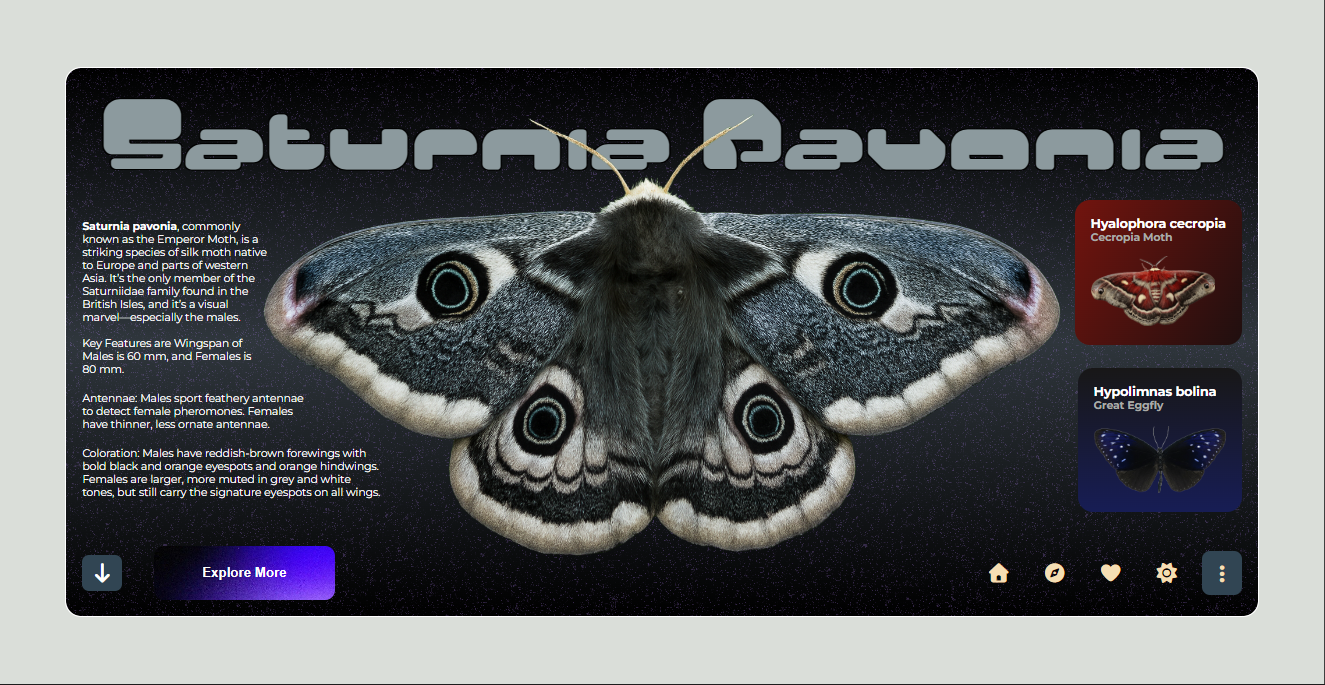 Saturnia Pavonia
Saturnia pavonia, commonly
known as the Emperor Moth, is a
striking species of silk moth native
to Europe and parts of western
Asia. It's the only member of the
Saturniidae family found in the
British Isles, and it's a visual
marvel—especially the males.
Key Features are Wingspan of
Males is 60 mm, and Females is
80 mm.
Antennae: Males sport feathery antennae
to detect female pheromones. Females
have thinner, less ornate antennae.
Coloration: Males have reddish-brown forewings with
bold black and orange eyespots and orange hindwings.
Females are larger, more muted in grey and white
tones, but still carry the signature eyespots on all wings.
Explore More
Hyalophora cecropia
Cecropia Moth
Hypolimnas bolina
Great Eggfly